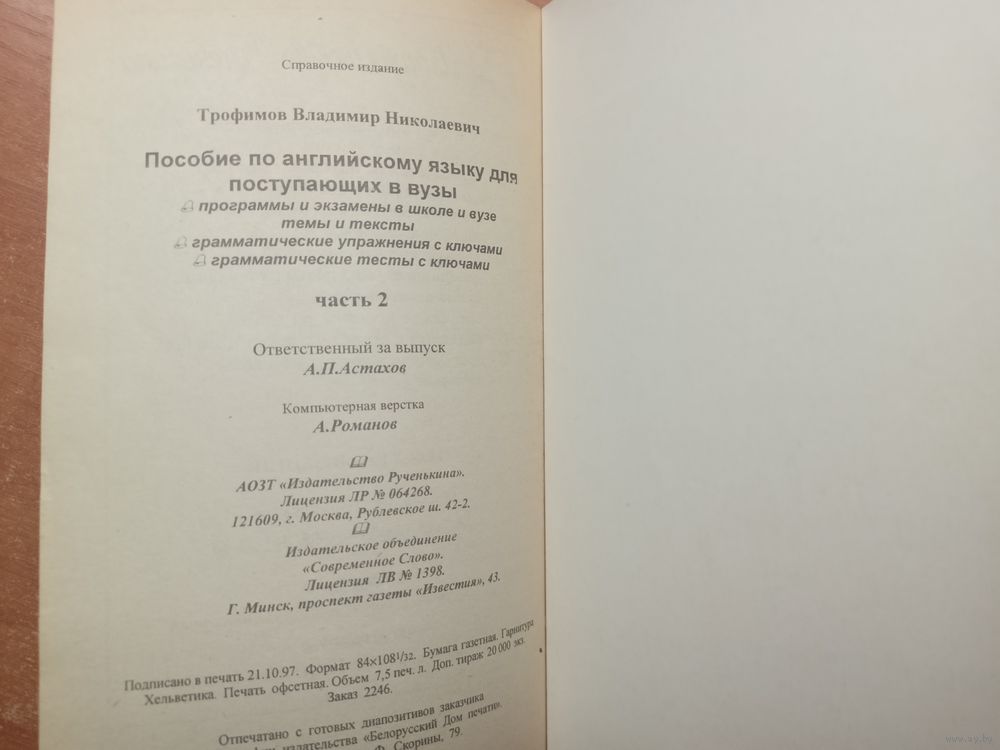 Справочное издание
Трофимов Владимир Николаевич
Пособие по английскому языку для
поступающих в вузы
программы и экзамены в школе и вузе
темы и тексты
грамматические упражнения с ключами
грамматические тесты с ключами
часть 2
Ответственный за выпуск
А.П.Астахов
Компьютерная верстка
А.Романов
АОЗТ «Издательство Рученькина».
Лицензия ЛР № 064268.
121609, г. Москва, Рублевское ш. 42-2.
Издательское объединение
«Современное Слово».
Лицензия ЛВ № 1398.
Г. Минск, проспект газеты «Известия», 43.
Подписано в печать 21.10.97. Формат 84×108¹/32. Бумага газетная. Гарнитура
Хельветика. Печать офсетная. Объем 7,5 печ. л. Доп. тираж 20 000 экз.
Заказ 2246.
Отпечатано с готовых диапозитивов заказчика
издательства «Белорусский Дом печати».
Ф. Скорины, 79.
www.ay.by